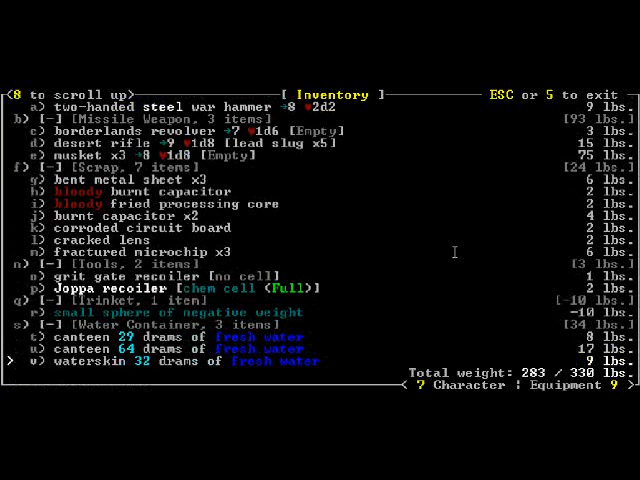 <8 to scroll up> [ Inventory ] ESC or 5 to exit
a) two-handed steel war hammer →8 ♥2d2 9 lbs.
b) [-] [Missile Weapon, 3 items] [93 lbs.]
c) borderlands revolver →7 ♥1d6 [Empty] 3 lbs.
d) desert rifle →9 ♥1d8 [lead slug x5] 15 lbs.
e) musket x3 →8 ♥1d8 [Empty] 75 lbs.
f) [-] [Scrap, 7 items] [24 lbs.]
g) bent metal sheet x3 6 lbs.
h) bloody burnt capacitor 2 lbs.
i) bloody fried processing core 2 lbs.
j) burnt capacitor x2 4 lbs.
k) corroded circuit board 2 lbs.
l) cracked lens 2 lbs.
m) fractured microchip x3 6 lbs.
n) [-] [Tools, 2 items] [3 lbs.]
o) grit gate recoiler [no cell] 1 lbs.
p) Joppa recoiler [chem cell (Full)] 2 lbs.
q) [-] [Trinket, 1 item] [-10 lbs.]
r) small sphere of negative weight -10 lbs.
s) [-] [Water Container, 3 items] [34 lbs.]
t) canteen 29 drams of fresh water 8 lbs.
u) canteen 64 drams of fresh water 17 lbs.
> v) waterskin 32 drams of fresh water 9 lbs.
Total weight: 283 / 330 lbs.
< 7 Character | Equipment 9 >